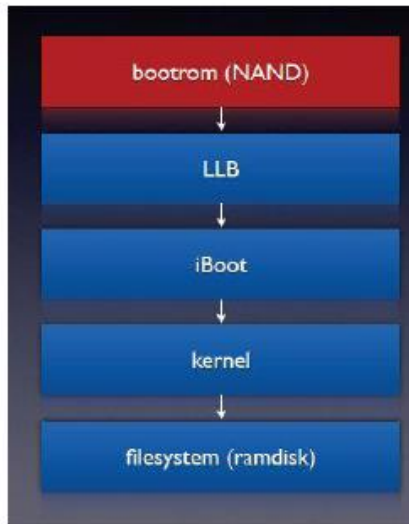 bootrom (NAND)
LLB
iBoot
kernel
filesystem (ramdisk)